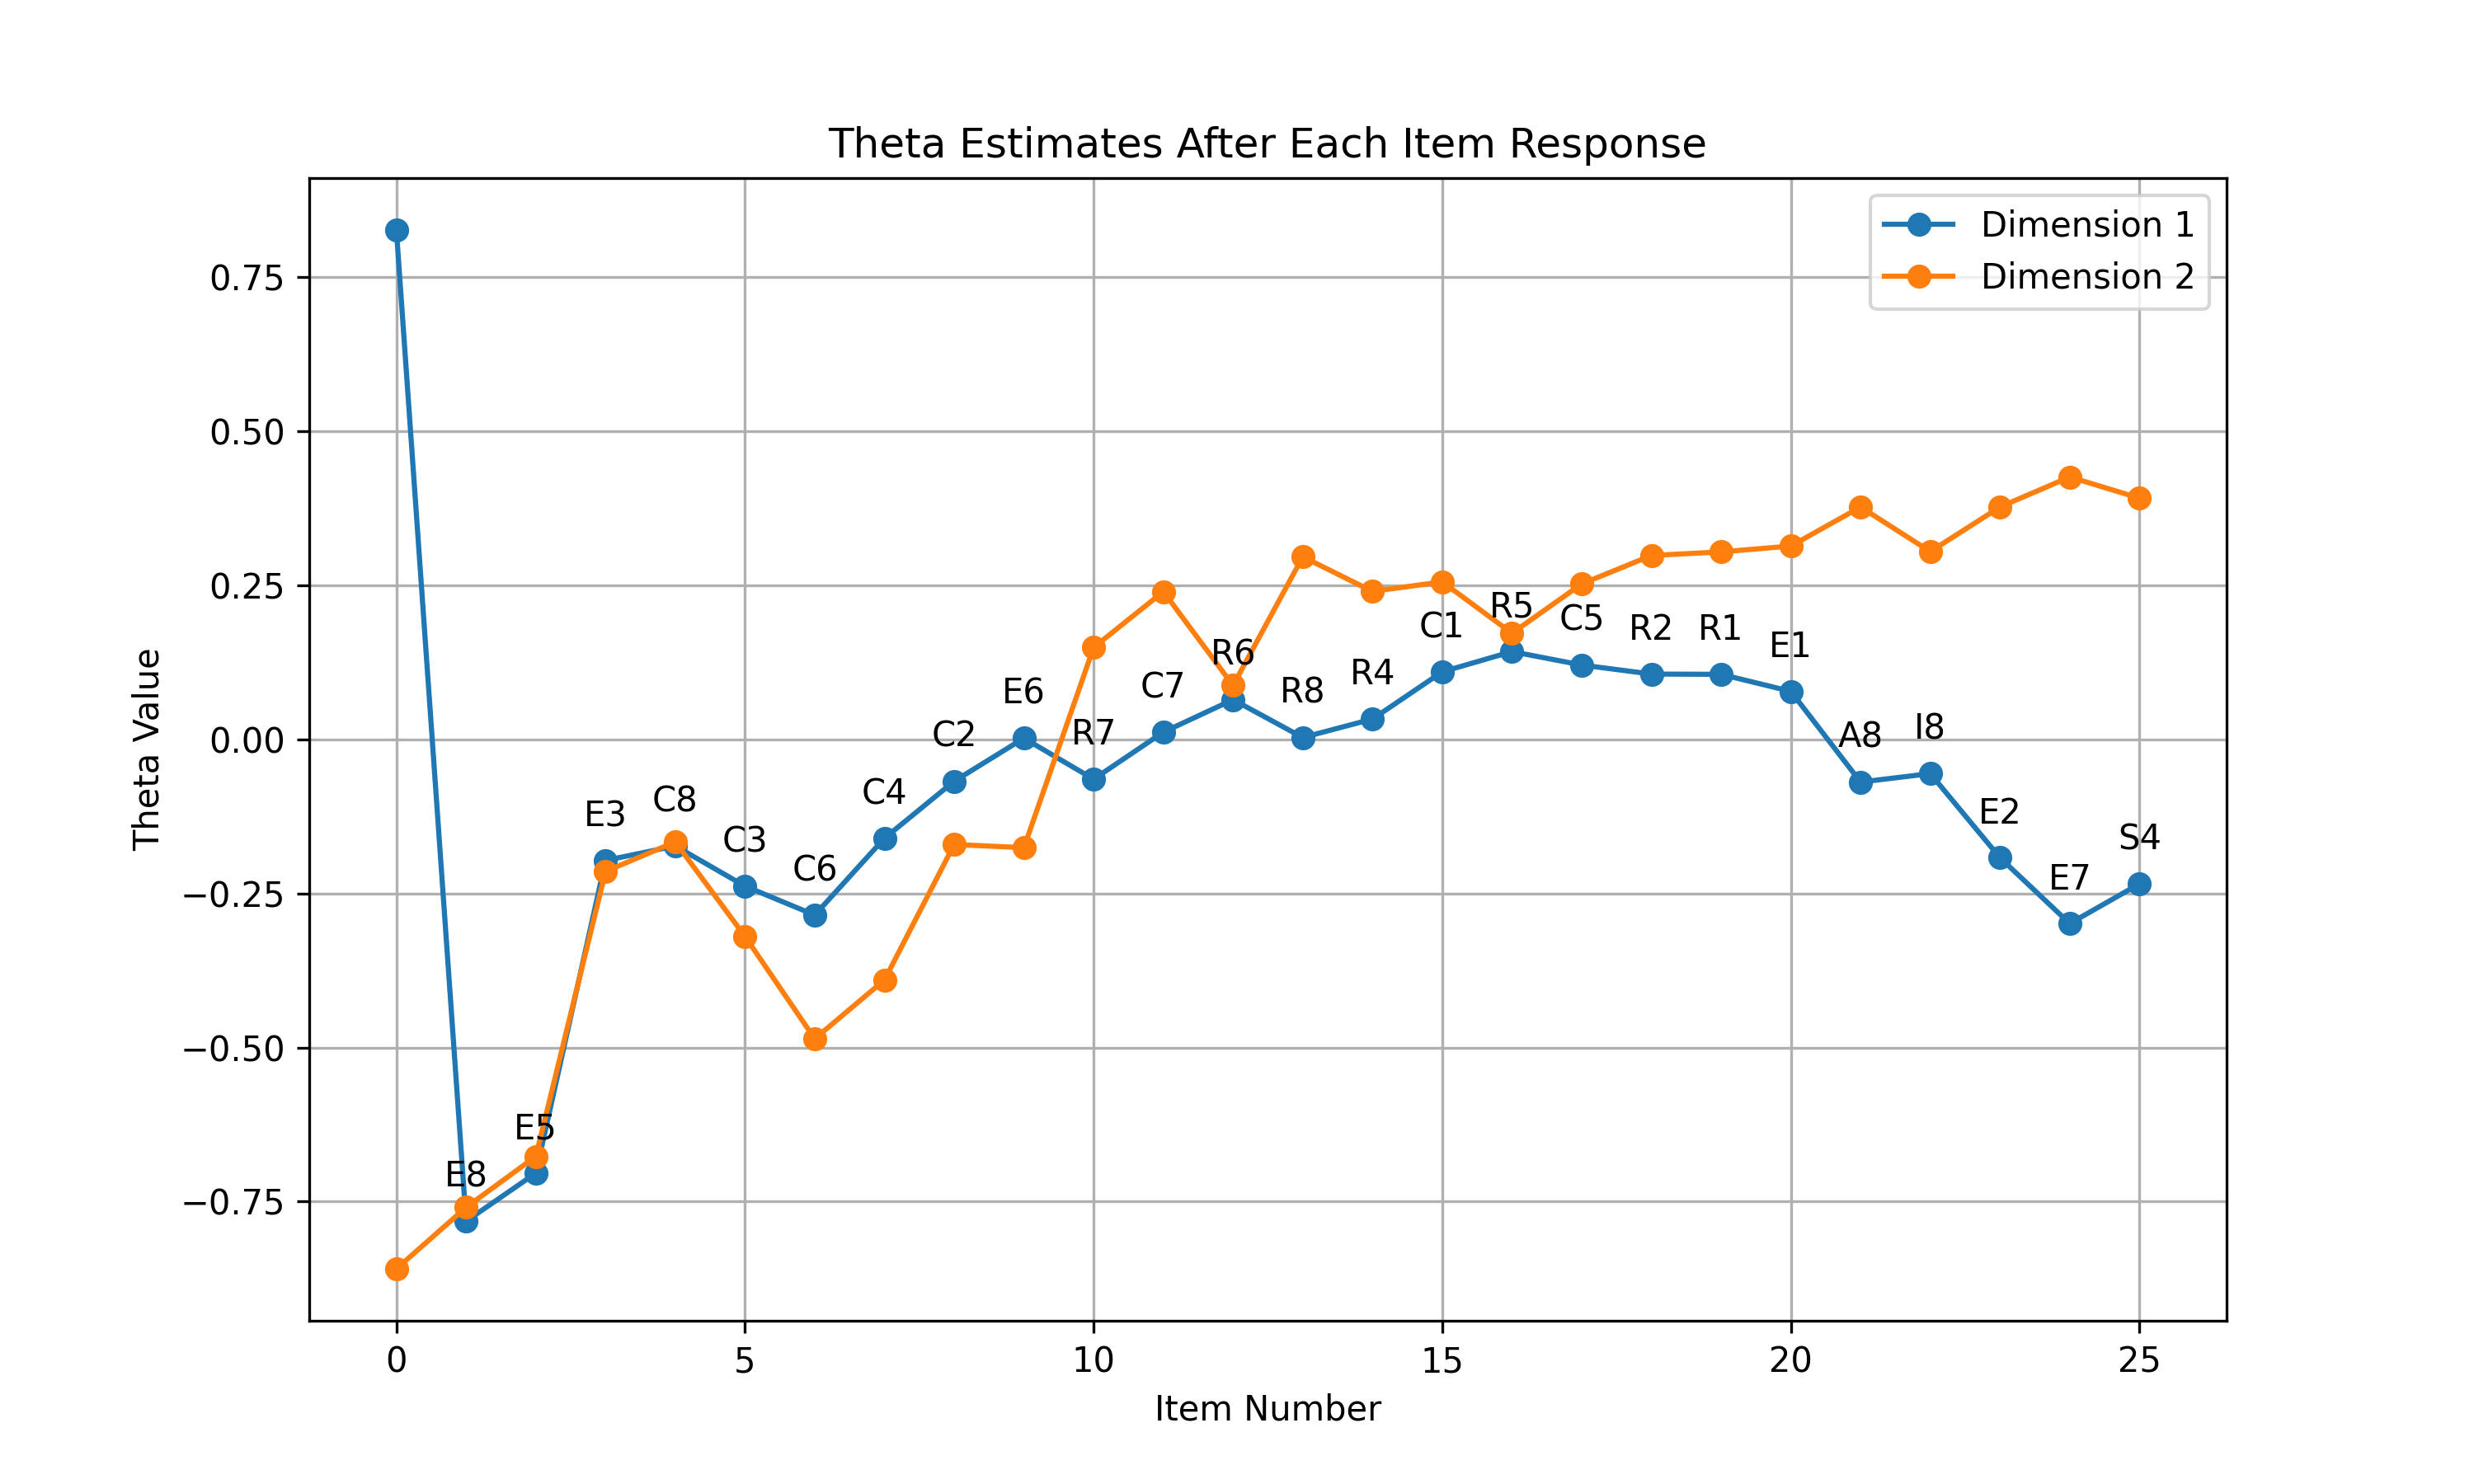 Theta Estimates After Each Item Response
Dimension 1
Dimension 2
Theta Value
0.75
0.50
0.25
0.00
−0.25
−0.50
−0.75
E8
E5
E3
C8
C3
C6
C4
C2
E6
R7
C7
R6
R8
R4
C1
R5
C5
R2
R1
E1
A8
I8
E2
E7
S4
0 5 10 15 20 25
Item Number